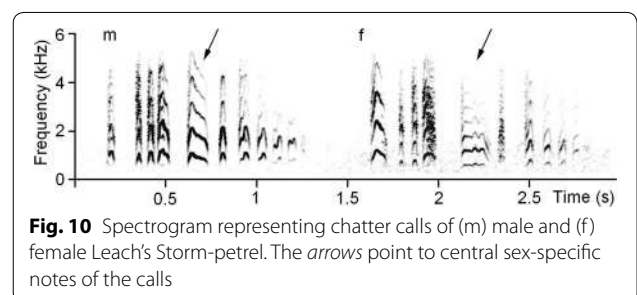 6
m
f
4
Frequency (kHz)
2
0
0.5 1 1.5 2 2.5 Time (s)
Fig. 10 Spectrogram representing chatter calls of (m) male and (f)
female Leach's Storm-petrel. The arrows point to central sex-specific
notes of the calls